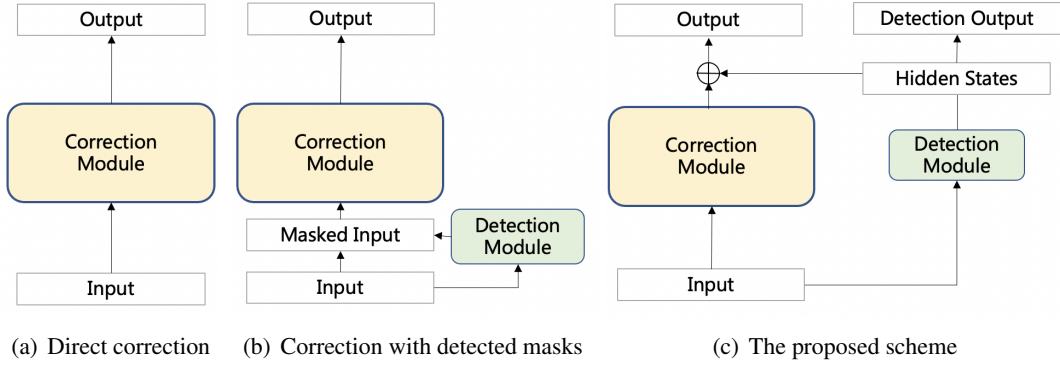 Output
Correction
Module
Input
(a) Direct correction
Output
Correction
Module
Masked Input
Detection
Module
Input
(b) Correction with detected masks
Output
Detection Output
Hidden States
Correction
Module
Detection
Module
Input
(c) The proposed scheme